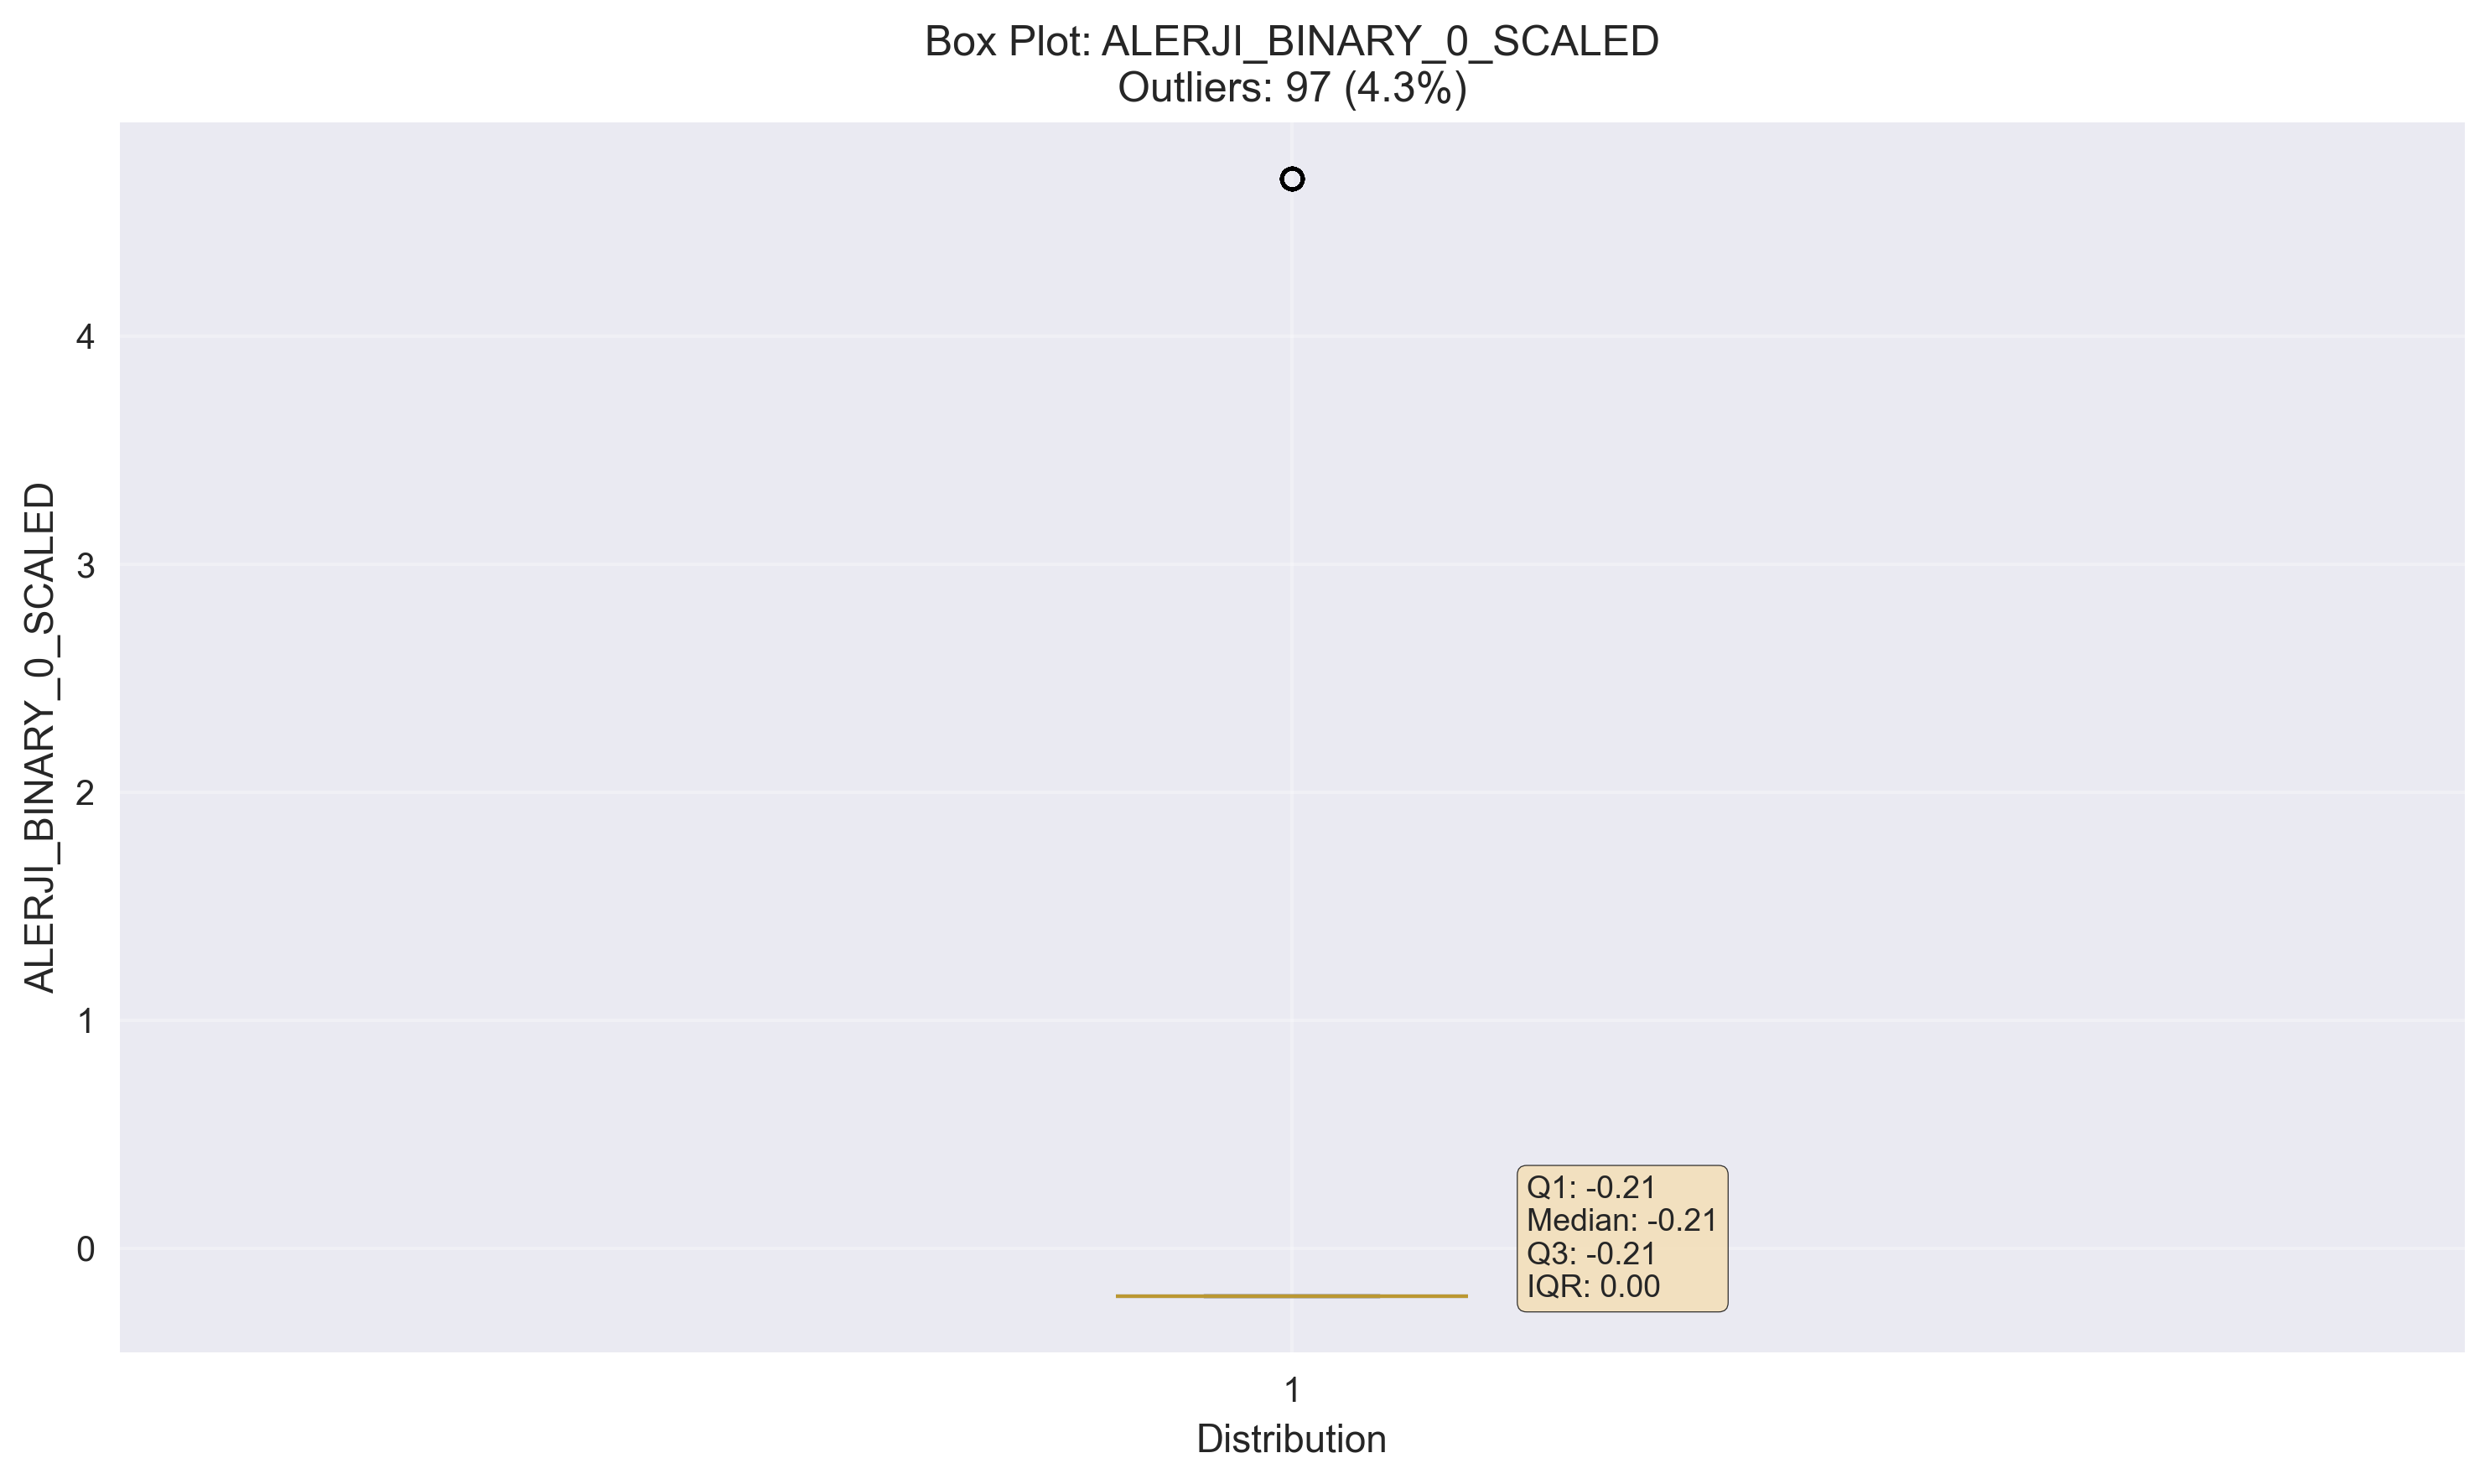 Box Plot: ALERJI_BINARY_0_SCALED
Outliers: 97 (4.3%)
ALERJI_BINARY_0_SCALED
4
3
2
1
0
Q1: -0.21
Median: -0.21
Q3: -0.21
IQR: 0.00
1
Distribution